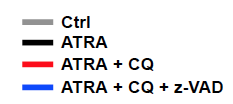 Ctrl
ATRA
ATRA + CQ
ATRA + CQ + z-VAD